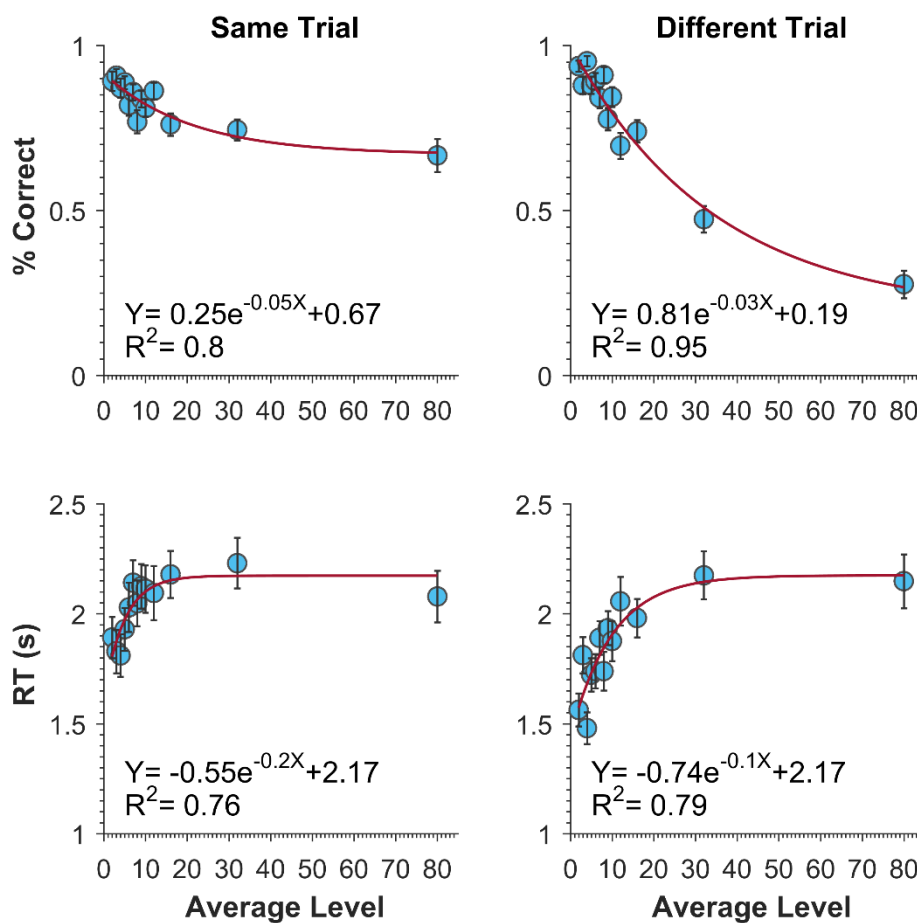 Same Trial
Different Trial
% Correct
1
0.5
0
Y= 0.25e^-0.05X+0.67
R^2= 0.8
0 10 20 30 40 50 60 70 80
1
0.5
0
Y= 0.81e^-0.03X+0.19
R^2= 0.95
0 10 20 30 40 50 60 70 80
RT (s)
2.5
2
1.5
1
Y= -0.55e^-0.2X+2.17
R^2= 0.76
0 10 20 30 40 50 60 70 80
Average Level
2.5
2
1.5
1
Y= -0.74e^-0.1X+2.17
R^2= 0.79
0 10 20 30 40 50 60 70 80
Average Level